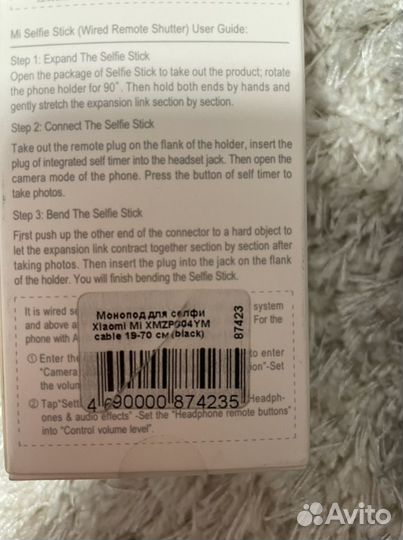 Mi Selfie Stick (Wired Remote Shutter) User Guide:
Step 1: Expand The Selfie Stick
Open the package of Selfie Stick to take out the product; rotate
the phone holder for 90°. Then hold both ends by hands and
gently stretch the expansion link section by section.
Step 2: Connect The Selfie Stick
Take out the remote plug on the flank of the holder, insert the
plug of integrated self timer into the headset jack. Then open the
camera mode of the phone. Press the button of self timer to
take photos.
Step 3: Bend The Selfie Stick
First push up the other end of the connector to a hard object to
let the expansion link contract together section by section after
taking photos. Then insert the plug into the jack on the flank
of the holder. You will finish bending the Selfie Stick.
It is wired se system
and above a For the
phone with A
Монопод для селфи
Xiaomi Mi XMZPG04YM
cable 19-70 см (black)
87423
① Enter the to enter
"Camera, ion"-Set
the volun
4 690000 874235
② Tap"Sett Headph-
ones & audio effects" -Set the "Headphone remote buttons"
into "Control volume level".
Avito